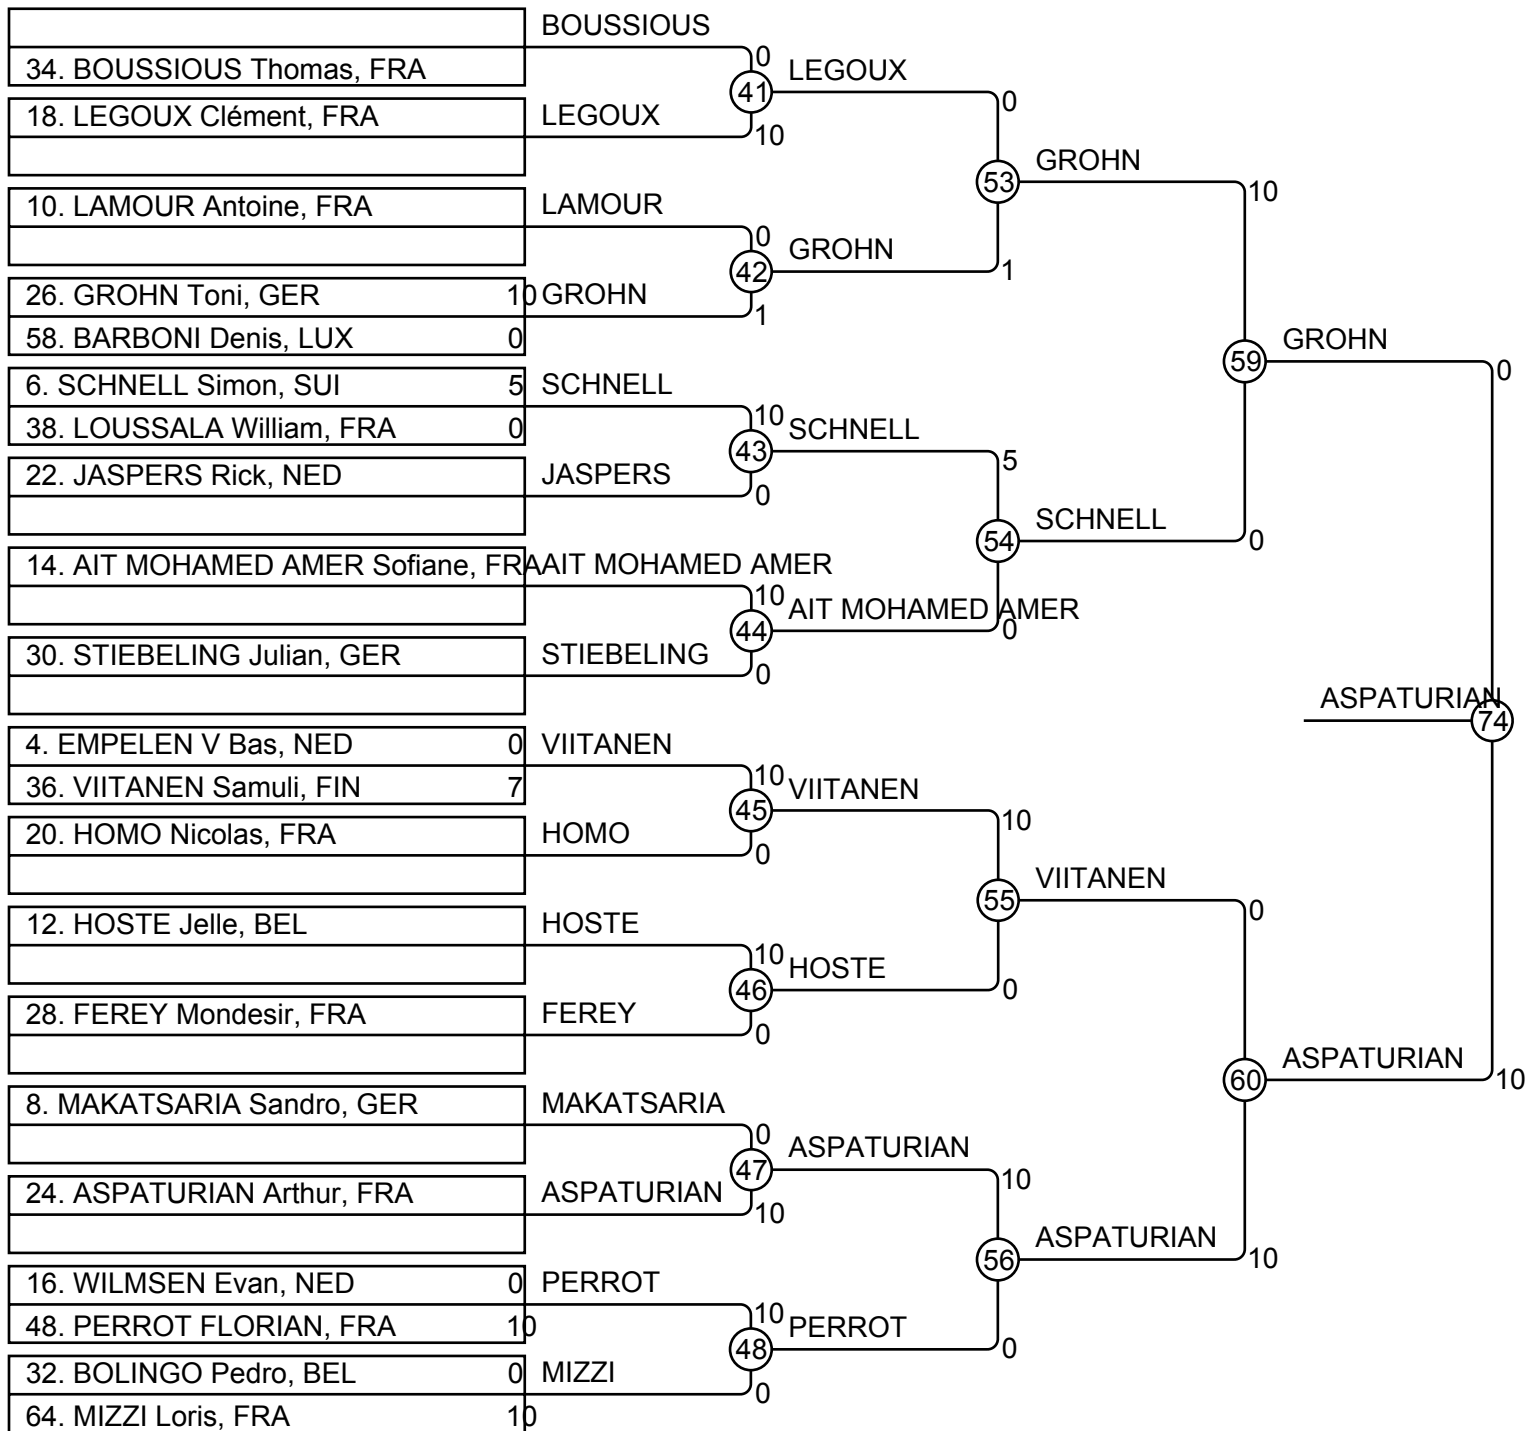 BOUSSIOUS
34. BOUSSIOUS Thomas, FRA
0
41
LEGOUX
18. LEGOUX Clément, FRA
LEGOUX
10
0
53
GROHN
10. LAMOUR Antoine, FRA
LAMOUR
10
0
42
GROHN
1
26. GROHN Toni, GER 10
GROHN
1
58. BARBONI Denis, LUX 0
59
GROHN
0
6. SCHNELL Simon, SUI 5
SCHNELL
10
38. LOUSSALA William, FRA 0
43
SCHNELL
5
22. JASPERS Rick, NED
JASPERS
0
54
SCHNELL
0
14. AIT MOHAMED AMER Sofiane, FRA
AIT MOHAMED AMER
10
44
AIT MOHAMED AMER
0
30. STIEBELING Julian, GER
STIEBELING
0
ASPATURIAN
74
4. EMPELEN V Bas, NED 0
VIITANEN
10
36. VIITANEN Samuli, FIN 7
45
VIITANEN
10
20. HOMO Nicolas, FRA
HOMO
0
55
VIITANEN
0
12. HOSTE Jelle, BEL
HOSTE
10
46
HOSTE
0
28. FEREY Mondesir, FRA
FEREY
0
60
ASPATURIAN
10
8. MAKATSARIA Sandro, GER
MAKATSARIA
0
47
ASPATURIAN
10
24. ASPATURIAN Arthur, FRA
ASPATURIAN
10
56
ASPATURIAN
10
16. WILMSEN Evan, NED 0
PERROT
10
48. PERROT FLORIAN, FRA 10
48
PERROT
0
32. BOLINGO Pedro, BEL 0
MIZZI
0
64. MIZZI Loris, FRA 10